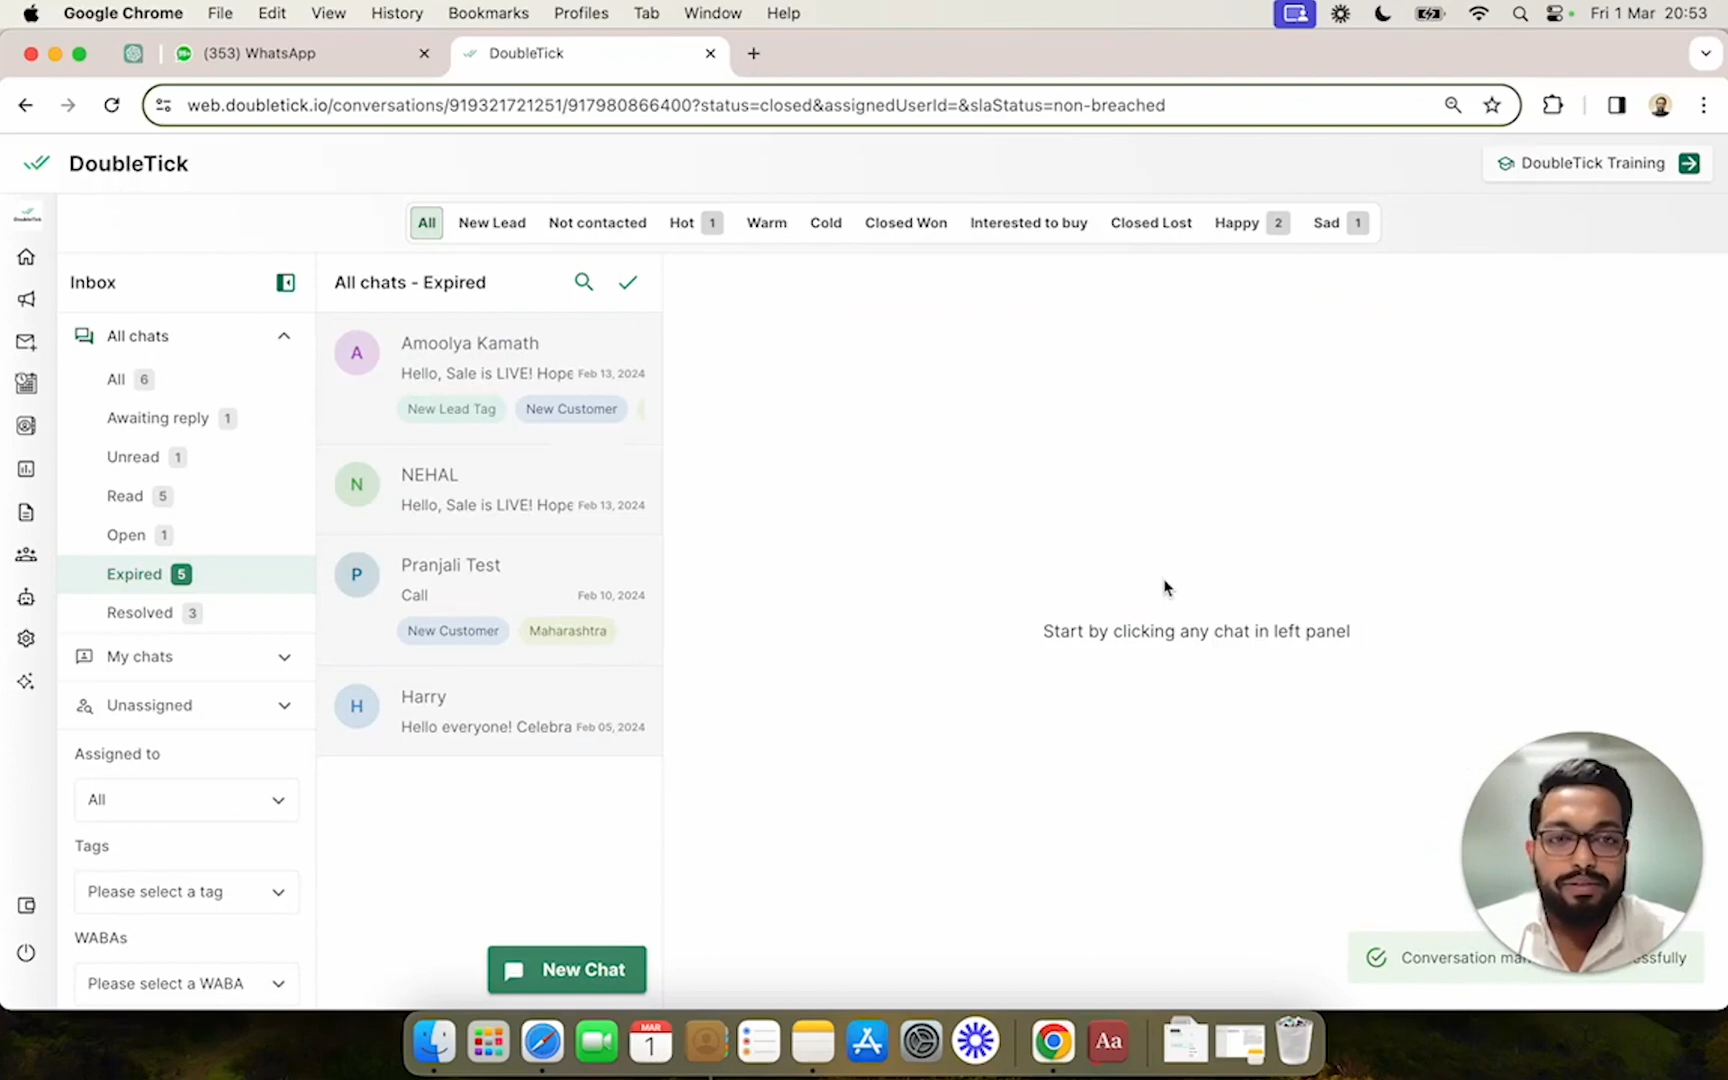 Google Chrome File Edit View History Bookmarks Profiles Tab Window Help Fri 1 Mar 20:53
99+ (353) WhatsApp DoubleTick
web.doubletick.io/conversations/919321721251/917980866400?status=closed&assignedUserId=&slaStatus=non-breached
DoubleTick DoubleTick Training
DoubleTick
All New Lead Not contacted Hot 1 Warm Cold Closed Won Interested to buy Closed Lost Happy 2 Sad 1
Inbox
All chats
All 6
Awaiting reply 1
Unread 1
Read 5
Open 1
Expired 5
Resolved 3
My chats
Unassigned
Assigned to
All
Tags
Please select a tag
WABAs
Please select a WABA
All chats - Expired
A
Amoolya Kamath
Hello, Sale is LIVE! Hope Feb 13, 2024
New Lead Tag New Customer
N
NEHAL
Hello, Sale is LIVE! Hope Feb 13, 2024
P
Pranjali Test
Call Feb 10, 2024
New Customer Maharashtra
H
Harry
Hello everyone! Celebra Feb 05, 2024
New Chat
Start by clicking any chat in left panel
Conversation
MAR
1
Aa